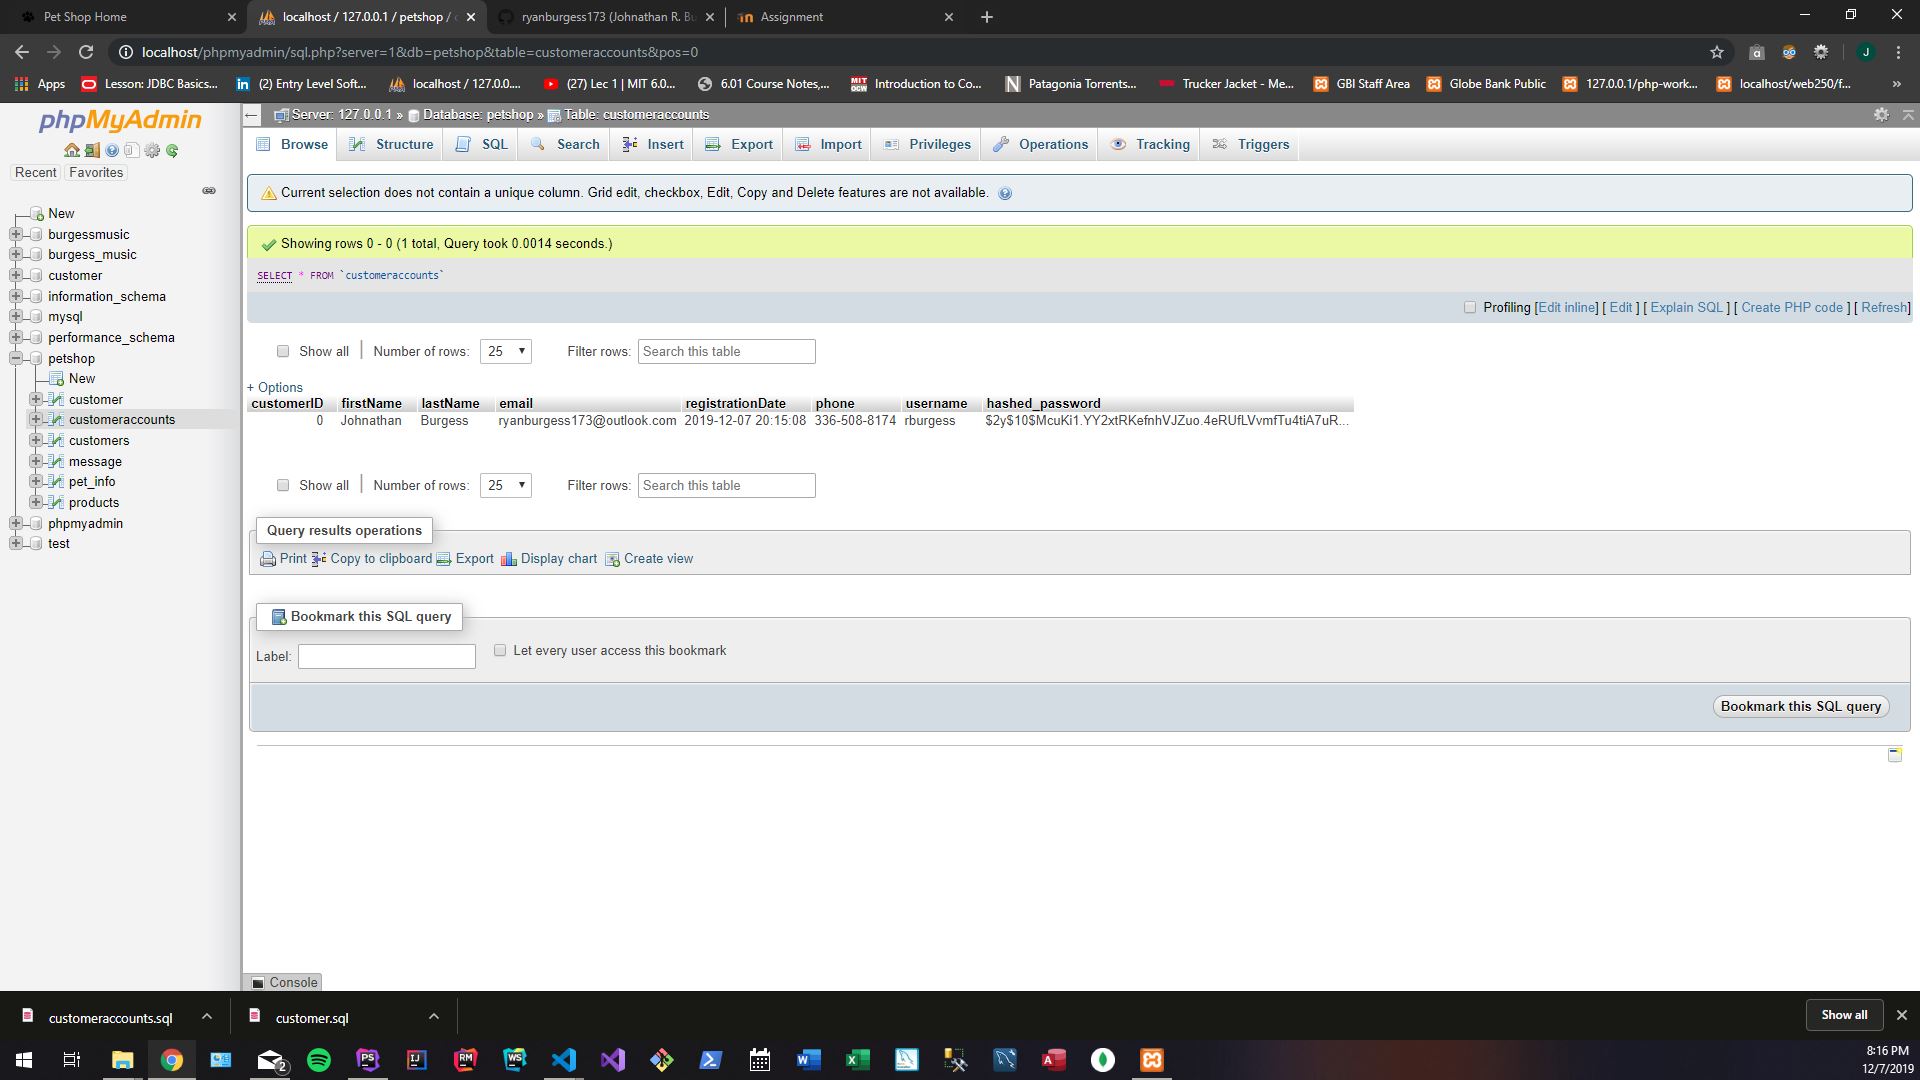 Pet Shop Home
localhost / 127.0.0.1 / petshop / c
ryanburgess173 (Johnathan R. Bu
Assignment
localhost/phpmyadmin/sql.php?server=1&db=petshop&table=customeraccounts&pos=0
J
Apps
Lesson: JDBC Basics...
(2) Entry Level Soft...
localhost / 127.0.0....
(27) Lec 1 | MIT 6.0...
6.01 Course Notes,...
Introduction to Co...
Patagonia Torrents...
Trucker Jacket - Me...
GBI Staff Area
Globe Bank Public
127.0.0.1/php-work...
localhost/web250/f...
»
phpMyAdmin
Recent
Favorites
New
burgessmusic
burgess_music
customer
information_schema
mysql
performance_schema
petshop
New
customer
customeraccounts
customers
message
pet_info
products
phpmyadmin
test
Server: 127.0.0.1 » Database: petshop » Table: customeraccounts
Browse
Structure
SQL
Search
Insert
Export
Import
Privileges
Operations
Tracking
Triggers
Current selection does not contain a unique column. Grid edit, checkbox, Edit, Copy and Delete features are not available.
Showing rows 0 - 0 (1 total, Query took 0.0014 seconds.)
SELECT * FROM `customeraccounts`
Profiling [Edit inline] [ Edit ] [ Explain SQL ] [ Create PHP code ] [ Refresh]
Show all | Number of rows: 25 Filter rows: Search this table
+ Options
customerID firstName lastName email registrationDate phone username hashed_password
0 Johnathan Burgess ryanburgess173@outlook.com 2019-12-07 20:15:08 336-508-8174 rburgess $2y$10$McuKi1.YY2xtRKefnhVJZuo.4eRUfLVvmfTu4tiA7uR...
Show all | Number of rows: 25 Filter rows: Search this table
Query results operations
Print Copy to clipboard Export Display chart Create view
Bookmark this SQL query
Label:
Let every user access this bookmark
Bookmark this SQL query
Console
customeraccounts.sql
customer.sql
Show all
2
PS
IJ
RM
WS
W
X
A
8:16 PM
12/7/2019